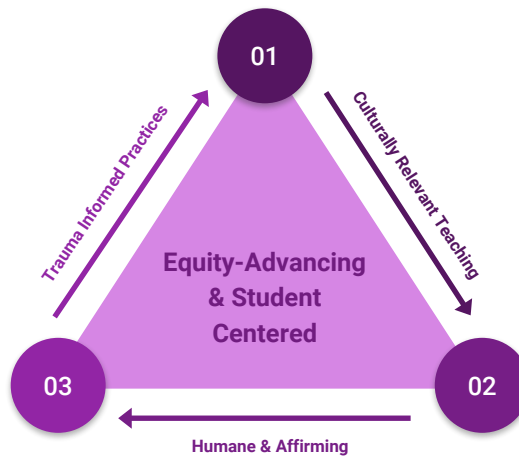 01
Trauma Informed Practices
Culturally Relevant Teaching
Equity-Advancing
& Student
Centered
03
02
Humane & Affirming